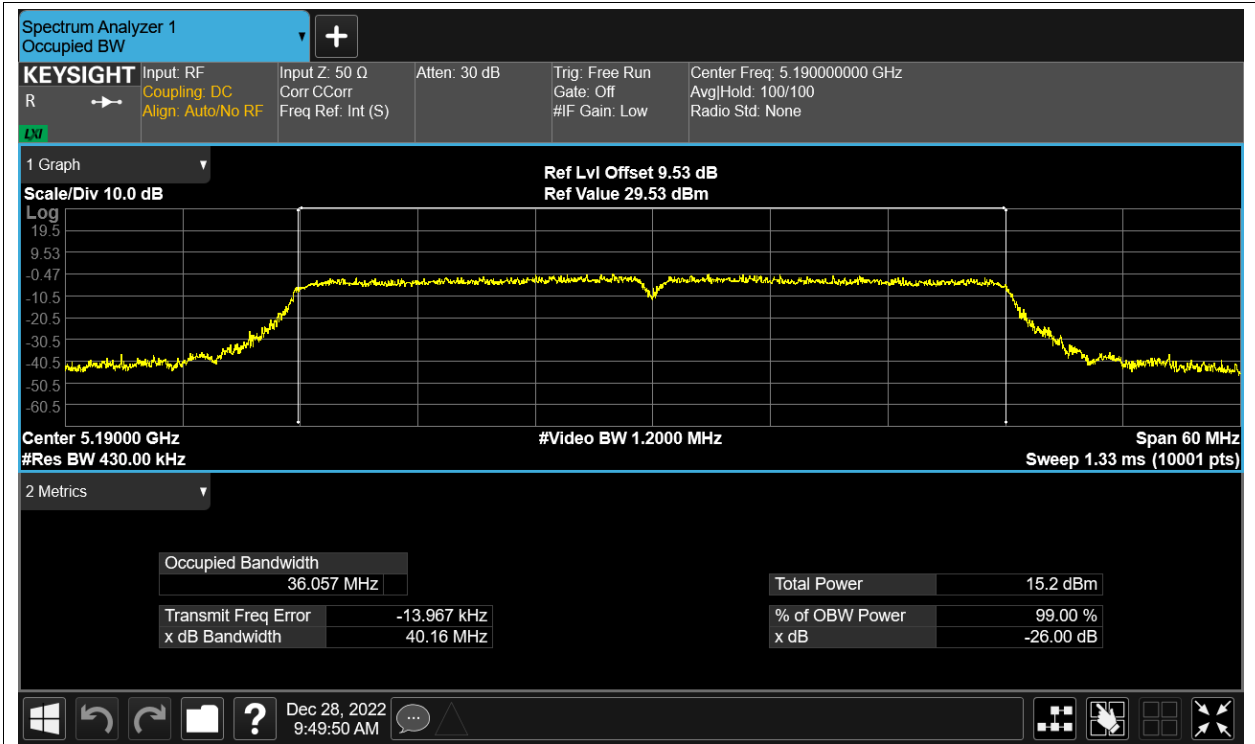 Spectrum Analyzer 1
Occupied BW
KEYSIGHT
R
LXI
Input: RF
Coupling: DC
Align: Auto/No RF
Input Z: 50 Ω
Corr CCorr
Freq Ref: Int (S)
Atten: 30 dB
Trig: Free Run
Gate: Off
#IF Gain: Low
Center Freq: 5.190000000 GHz
Avg|Hold: 100/100
Radio Std: None
1 Graph
Scale/Div 10.0 dB
Ref Lvl Offset 9.53 dB
Ref Value 29.53 dBm
Log
19.5
9.53
-0.47
-10.5
-20.5
-30.5
-40.5
-50.5
-60.5
Center 5.19000 GHz
#Res BW 430.00 kHz
#Video BW 1.2000 MHz
Span 60 MHz
Sweep 1.33 ms (10001 pts)
2 Metrics
Occupied Bandwidth
36.057 MHz
Transmit Freq Error -13.967 kHz
x dB Bandwidth 40.16 MHz
Total Power 15.2 dBm
% of OBW Power 99.00 %
x dB -26.00 dB
?
Dec 28, 2022
9:49:50 AM